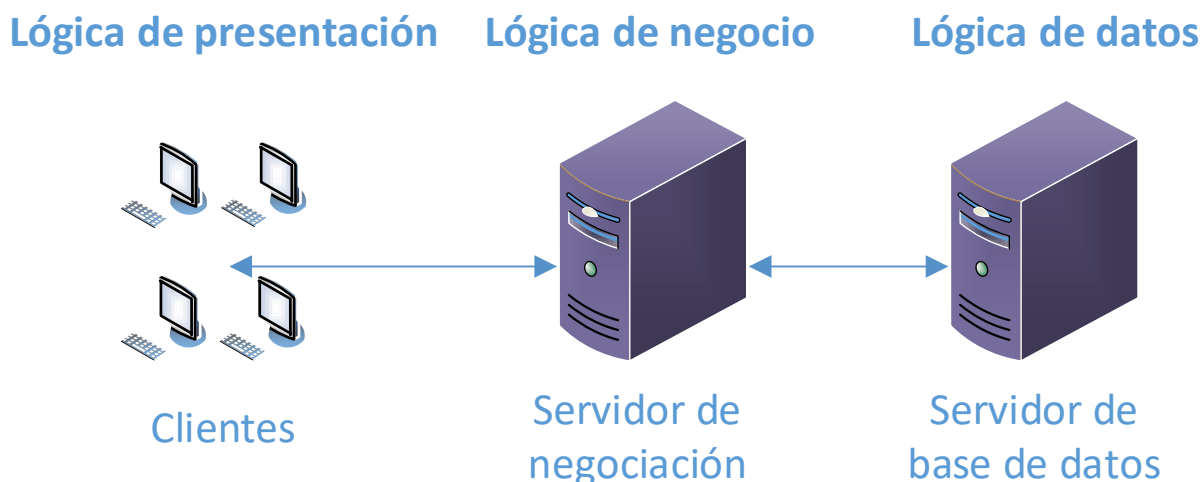 Lógica de presentación
Lógica de negocio
Lógica de datos
Clientes
Servidor de
negociación
Servidor de
base de datos